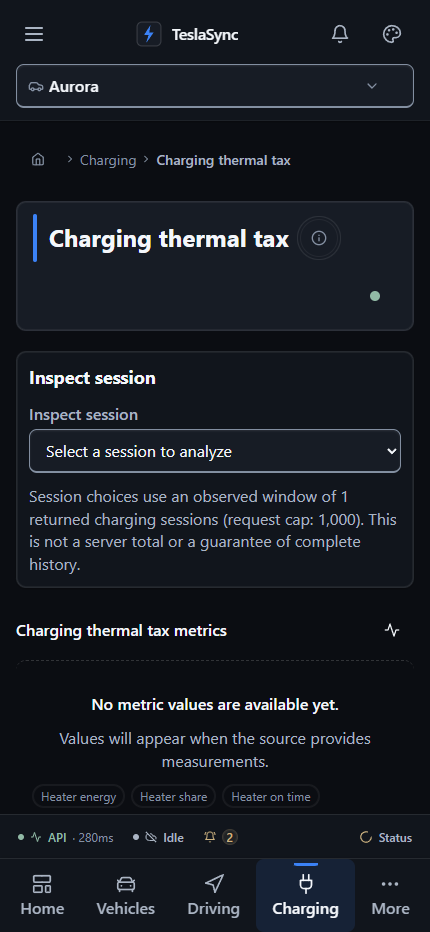 TeslaSync
Aurora
Charging
Charging thermal tax
Charging thermal tax
Inspect session
Inspect session
Select a session to analyze
Session choices use an observed window of 1
returned charging sessions (request cap: 1,000). This
is not a server total or a guarantee of complete
history.
Charging thermal tax metrics
No metric values are available yet.
Values will appear when the source provides
measurements.
Heater energy
Heater share
Heater on time
API · 280ms
Idle
2
Status
Home
Vehicles
Driving
Charging
More